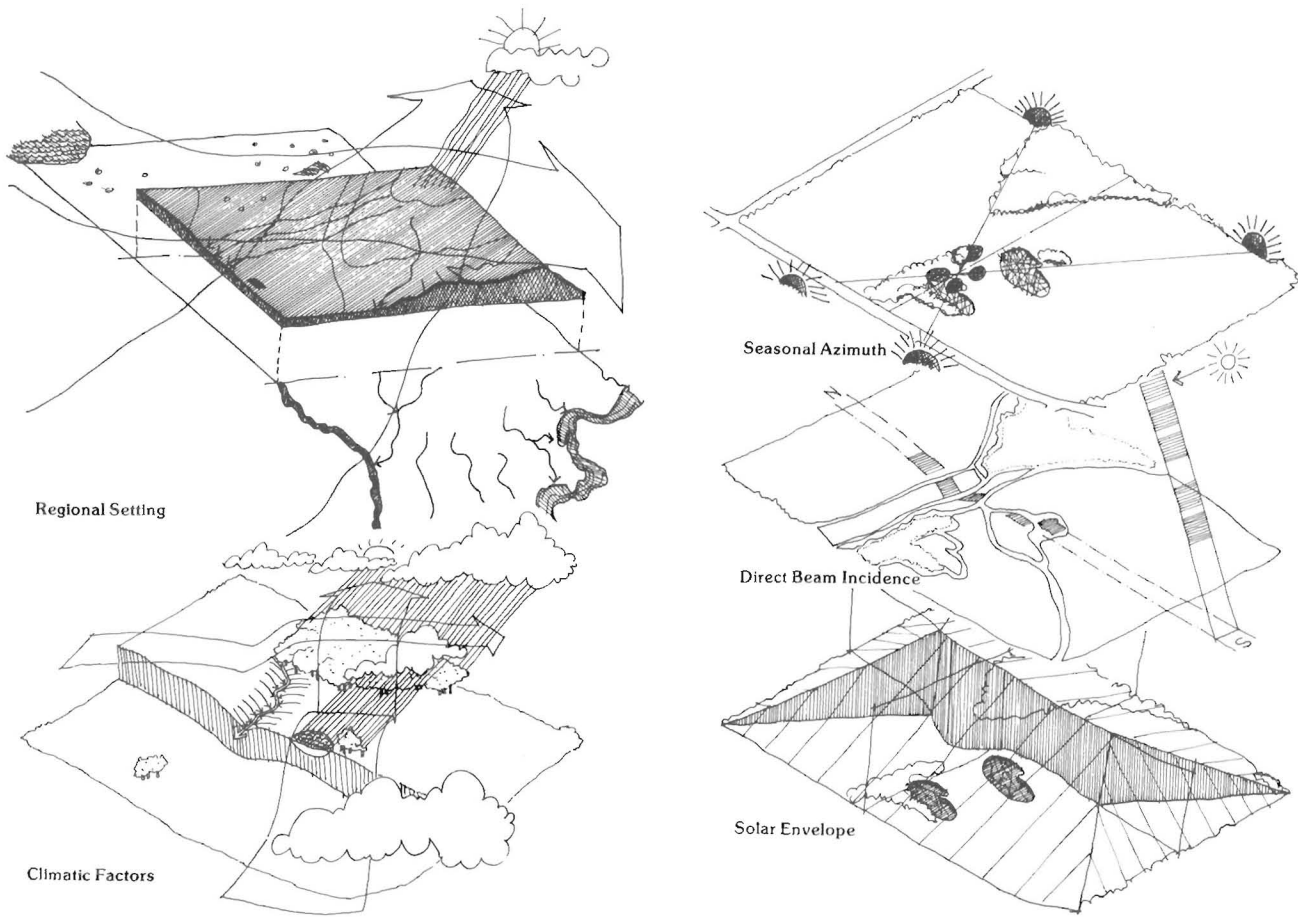 Regional Setting
Climatic Factors
Seasonal Azimuth
N
Direct Beam Incidence
S
Solar Envelope